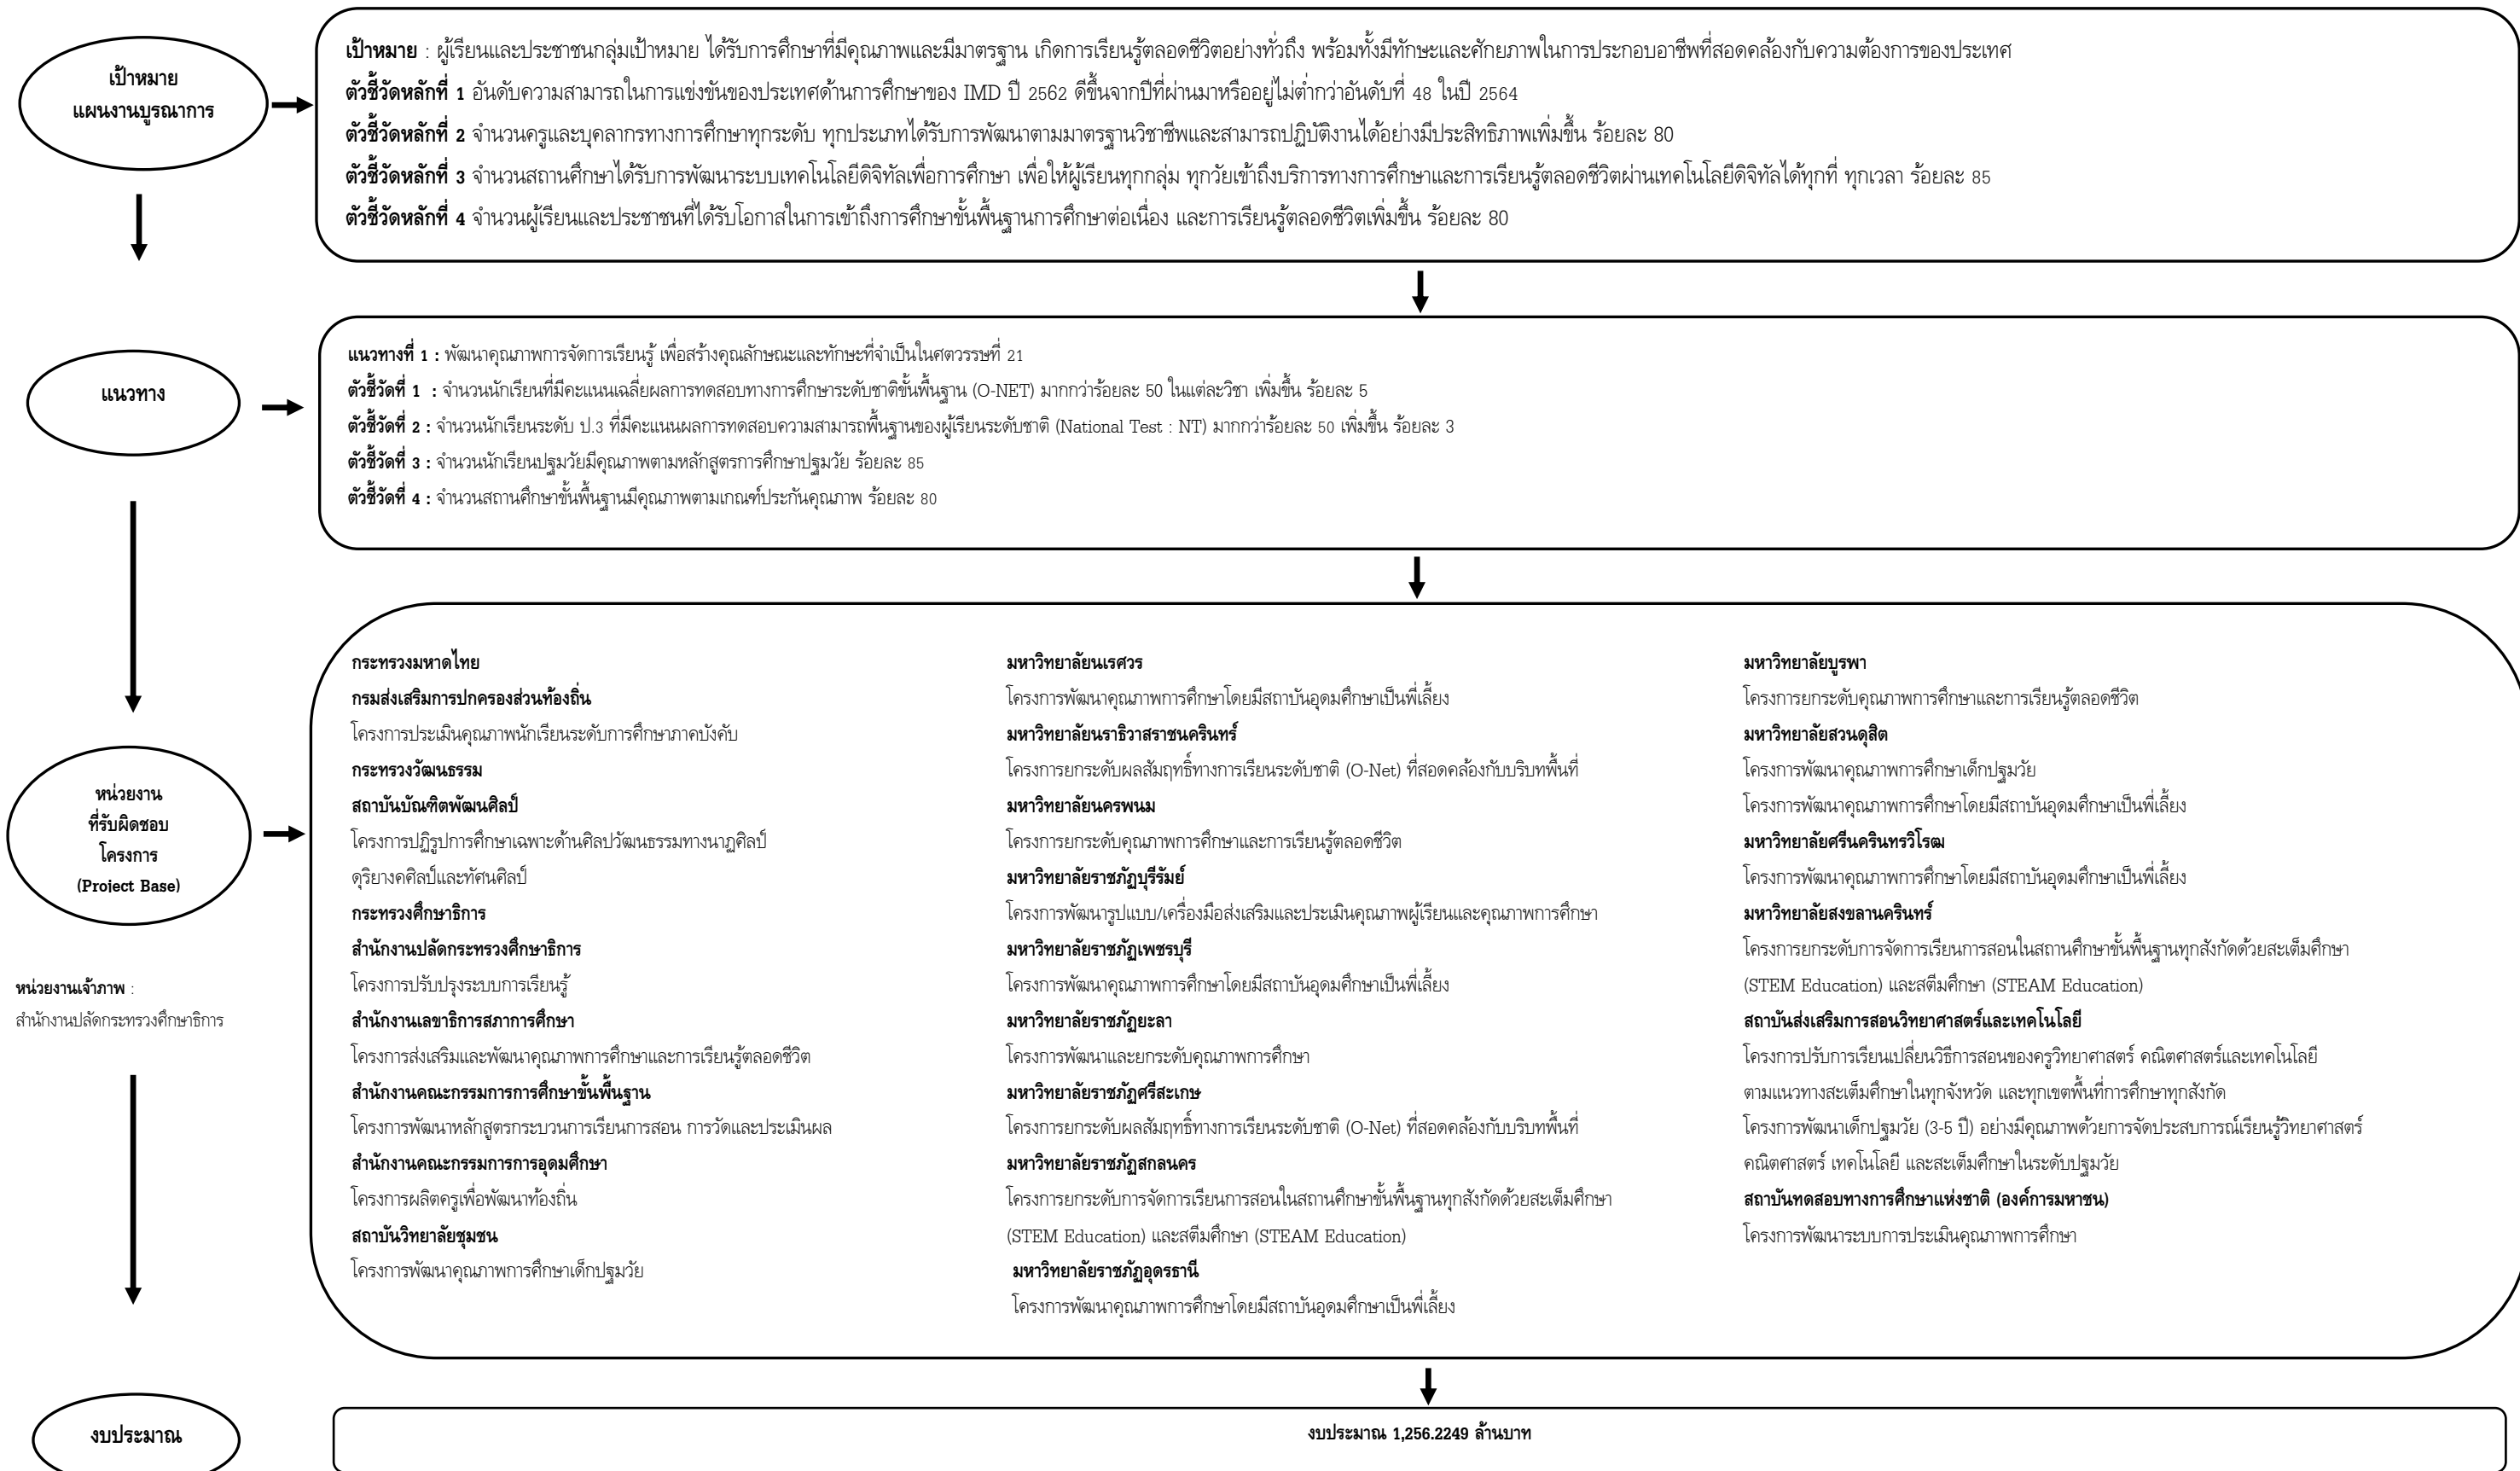 เป้าหมาย
แผนงานบูรณาการ
เป้าหมาย : ผู้เรียนและประชาชนกลุ่มเป้าหมาย ได้รับการศึกษาที่มีคุณภาพและมีมาตรฐาน เกิดการเรียนรู้ตลอดชีวิตอย่างทั่วถึง พร้อมทั้งมีทักษะและศักยภาพในการประกอบอาชีพที่สอดคล้องกับความต้องการของประเทศ
ตัวชี้วัดหลักที่ 1 อันดับความสามารถในการแข่งขันของประเทศด้านการศึกษาของ IMD ปี 2562 ดีขึ้นจากปีที่ผ่านมาหรืออยู่ไม่ต่ำกว่าอันดับที่ 48 ในปี 2564
ตัวชี้วัดหลักที่ 2 จำนวนครูและบุคลากรทางการศึกษาทุกระดับ ทุกประเภทได้รับการพัฒนาตามมาตรฐานวิชาชีพและสามารถปฏิบัติงานได้อย่างมีประสิทธิภาพเพิ่มขึ้น ร้อยละ 80
ตัวชี้วัดหลักที่ 3 จำนวนสถานศึกษาได้รับการพัฒนาระบบเทคโนโลยีดิจิทัลเพื่อการศึกษา เพื่อให้ผู้เรียนทุกกลุ่ม ทุกวัยเข้าถึงบริการทางการศึกษาและการเรียนรู้ตลอดชีวิตผ่านเทคโนโลยีดิจิทัลได้ทุกที่ ทุกเวลา ร้อยละ 85
ตัวชี้วัดหลักที่ 4 จำนวนผู้เรียนและประชาชนที่ได้รับโอกาสในการเข้าถึงการศึกษาขั้นพื้นฐานการศึกษาต่อเนื่อง และการเรียนรู้ตลอดชีวิตเพิ่มขึ้น ร้อยละ 80
แนวทาง
แนวทางที่ 1 : พัฒนาคุณภาพการจัดการเรียนรู้ เพื่อสร้างคุณลักษณะและทักษะที่จำเป็นในศตวรรษที่ 21
ตัวชี้วัดที่ 1 : จำนวนนักเรียนที่มีคะแนนเฉลี่ยผลการทดสอบทางการศึกษาระดับชาติขั้นพื้นฐาน (O-NET) มากกว่าร้อยละ 50 ในแต่ละวิชา เพิ่มขึ้น ร้อยละ 5
ตัวชี้วัดที่ 2 : จำนวนนักเรียนระดับ ป.3 ที่มีคะแนนผลการทดสอบความสามารถพื้นฐานของผู้เรียนระดับชาติ (National Test : NT) มากกว่าร้อยละ 50 เพิ่มขึ้น ร้อยละ 3
ตัวชี้วัดที่ 3 : จำนวนนักเรียนปฐมวัยมีคุณภาพตามหลักสูตรการศึกษาปฐมวัย ร้อยละ 85
ตัวชี้วัดที่ 4 : จำนวนสถานศึกษาขั้นพื้นฐานมีคุณภาพตามเกณฑ์ประกันคุณภาพ ร้อยละ 80
หน่วยงาน
ที่รับผิดชอบ
โครงการ
(Project Base)
หน่วยงานเจ้าภาพ :
สำนักงานปลัดกระทรวงศึกษาธิการ
กระทรวงมหาดไทย
กรมส่งเสริมการปกครองส่วนท้องถิ่น
โครงการประเมินคุณภาพนักเรียนระดับการศึกษาภาคบังคับ
กระทรวงวัฒนธรรม
สถาบันบัณฑิตพัฒนศิลป์
โครงการปฏิรูปการศึกษาเฉพาะด้านศิลปวัฒนธรรมทางนาฏศิลป์
ดุริยางคศิลป์และทัศนศิลป์
กระทรวงศึกษาธิการ
สำนักงานปลัดกระทรวงศึกษาธิการ
โครงการปรับปรุงระบบการเรียนรู้
สำนักงานเลขาธิการสภาการศึกษา
โครงการส่งเสริมและพัฒนาคุณภาพการศึกษาและการเรียนรู้ตลอดชีวิต
สำนักงานคณะกรรมการการศึกษาขั้นพื้นฐาน
โครงการพัฒนาหลักสูตรกระบวนการเรียนการสอน การวัดและประเมินผล
สำนักงานคณะกรรมการการอุดมศึกษา
โครงการผลิตครูเพื่อพัฒนาท้องถิ่น
สถาบันวิทยาลัยชุมชน
โครงการพัฒนาคุณภาพการศึกษาเด็กปฐมวัย
มหาวิทยาลัยนเรศวร
โครงการพัฒนาคุณภาพการศึกษาโดยมีสถาบันอุดมศึกษาเป็นพี่เลี้ยง
มหาวิทยาลัยนราธิวาสราชนครินทร์
โครงการยกระดับผลสัมฤทธิ์ทางการเรียนระดับชาติ (O-Net) ที่สอดคล้องกับบริบทพื้นที่
มหาวิทยาลัยนครพนม
โครงการยกระดับคุณภาพการศึกษาและการเรียนรู้ตลอดชีวิต
มหาวิทยาลัยราชภัฏบุรีรัมย์
โครงการพัฒนารูปแบบ/เครื่องมือส่งเสริมและประเมินคุณภาพผู้เรียนและคุณภาพการศึกษา
มหาวิทยาลัยราชภัฏเพชรบุรี
โครงการพัฒนาคุณภาพการศึกษาโดยมีสถาบันอุดมศึกษาเป็นพี่เลี้ยง
มหาวิทยาลัยราชภัฏยะลา
โครงการพัฒนาและยกระดับคุณภาพการศึกษา
มหาวิทยาลัยราชภัฏศรีสะเกษ
โครงการยกระดับผลสัมฤทธิ์ทางการเรียนระดับชาติ (O-Net) ที่สอดคล้องกับบริบทพื้นที่
มหาวิทยาลัยราชภัฏสกลนคร
โครงการยกระดับการจัดการเรียนการสอนในสถานศึกษาขั้นพื้นฐานทุกสังกัดด้วยสะเต็มศึกษา
(STEM Education) และสตีมศึกษา (STEAM Education)
มหาวิทยาลัยราชภัฏอุดรธานี
โครงการพัฒนาคุณภาพการศึกษาโดยมีสถาบันอุดมศึกษาเป็นพี่เลี้ยง
มหาวิทยาลัยบูรพา
โครงการยกระดับคุณภาพการศึกษาและการเรียนรู้ตลอดชีวิต
มหาวิทยาลัยสวนดุสิต
โครงการพัฒนาคุณภาพการศึกษาเด็กปฐมวัย
โครงการพัฒนาคุณภาพการศึกษาโดยมีสถาบันอุดมศึกษาเป็นพี่เลี้ยง
มหาวิทยาลัยศรีนครินทรวิโรฒ
โครงการพัฒนาคุณภาพการศึกษาโดยมีสถาบันอุดมศึกษาเป็นพี่เลี้ยง
มหาวิทยาลัยสงขลานครินทร์
โครงการยกระดับการจัดการเรียนการสอนในสถานศึกษาขั้นพื้นฐานทุกสังกัดด้วยสะเต็มศึกษา
(STEM Education) และสตีมศึกษา (STEAM Education)
สถาบันส่งเสริมการสอนวิทยาศาสตร์และเทคโนโลยี
โครงการปรับการเรียนเปลี่ยนวิธีการสอนของครูวิทยาศาสตร์ คณิตศาสตร์และเทคโนโลยี
ตามแนวทางสะเต็มศึกษาในทุกจังหวัด และทุกเขตพื้นที่การศึกษาทุกสังกัด
โครงการพัฒนาเด็กปฐมวัย (3-5 ปี) อย่างมีคุณภาพด้วยการจัดประสบการณ์เรียนรู้วิทยาศาสตร์
คณิตศาสตร์ เทคโนโลยี และสะเต็มศึกษาในระดับปฐมวัย
สถาบันทดสอบทางการศึกษาแห่งชาติ (องค์การมหาชน)
โครงการพัฒนาระบบการประเมินคุณภาพการศึกษา
งบประมาณ
งบประมาณ 1,256.2249 ล้านบาท